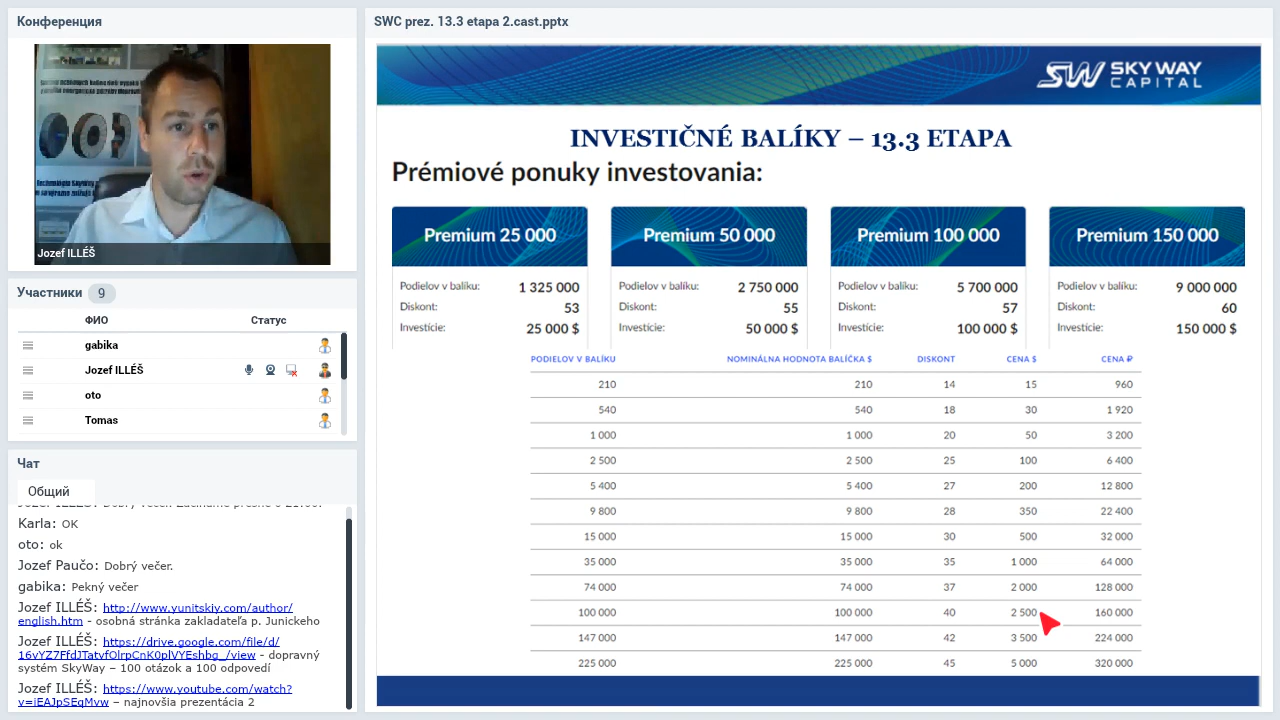 Конференция
Jozef ILLÉŠ
Участники 9
ФИО Статус
gabika
Jozef ILLÉŠ
oto
Tomas
Чат
Общий
Karla: OK
oto: ok
Jozef Paučo: Dobrý večer.
gabika: Pekný večer
Jozef ILLÉŠ: http://www.yunitskiy.com/author/
english.htm - osobná stránka zakladateľa p. Junickeho
Jozef ILLÉŠ: https://drive.google.com/file/d/
16vYZ7FfdJTatvfOlrpCnK0plVYEshbg_/view - dopravný
systém SkyWay – 100 otázok a 100 odpovedí
Jozef ILLÉŠ: https://www.youtube.com/watch?
v=iEAJpSEqMvw – najnovšia prezentácia 2
SWC prez. 13.3 etapa 2.cast.pptx
SW SKY WAY
CAPITAL
INVESTIČNÉ BALÍKY – 13.3 ETAPA
Prémiové ponuky investovania:
Premium 25 000
Podielov v balíku: 1 325 000
Diskont: 53
Investície: 25 000 $
Premium 50 000
Podielov v balíku: 2 750 000
Diskont: 55
Investície: 50 000 $
Premium 100 000
Podielov v balíku: 5 700 000
Diskont: 57
Investície: 100 000 $
Premium 150 000
Podielov v balíku: 9 000 000
Diskont: 60
Investície: 150 000 $
PODIELOV V BALÍKU NOMINÁLNA HODNOTA BALÍČKA $ DISKONT CENA $ CENA ₽
210 210 14 15 960
540 540 18 30 1 920
1 000 1 000 20 50 3 200
2 500 2 500 25 100 6 400
5 400 5 400 27 200 12 800
9 800 9 800 28 350 22 400
15 000 15 000 30 500 32 000
35 000 35 000 35 1 000 64 000
74 000 74 000 37 2 000 128 000
100 000 100 000 40 2 500 160 000
147 000 147 000 42 3 500 224 000
225 000 225 000 45 5 000 320 000